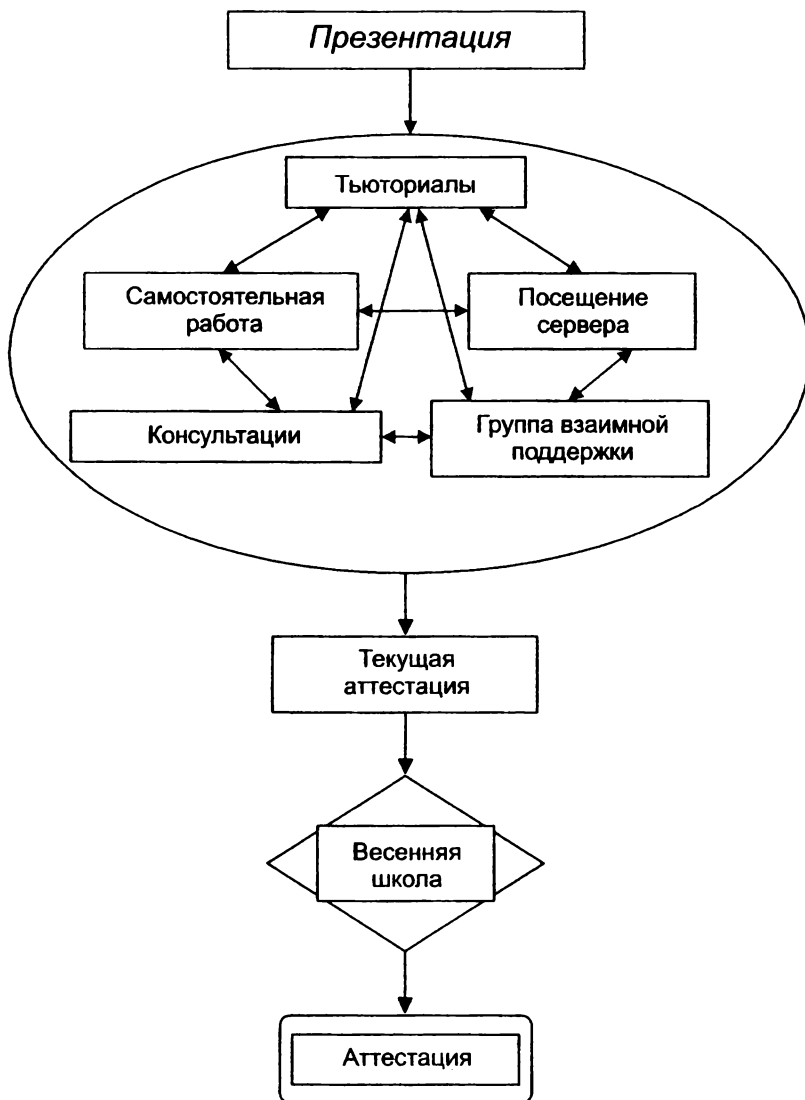 Презентация
Тьюториалы
Самостоятельная
работа
Посещение
сервера
Консультации
Группа взаимной
поддержки
Текущая
аттестация
Весенняя
школа
Аттестация